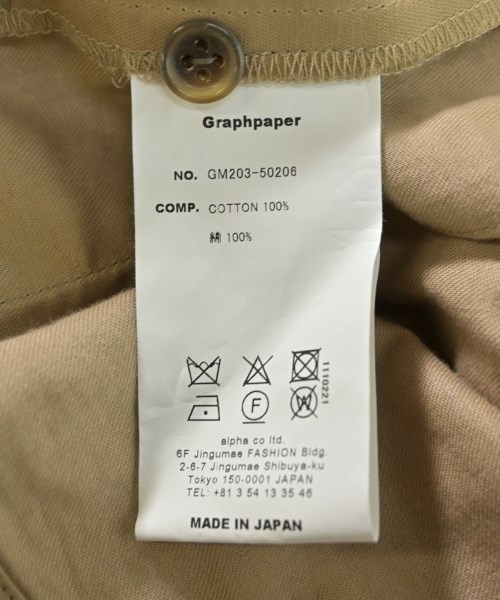 Graphpaper
NO. GM203-50206
COMP. COTTON 100%
綿 100%
1110221
F W
alpha co ltd.
6F Jingumae FASHION Bldg.
2-6-7 Jingumae Shibuya-ku
Tokyo 150-0001 JAPAN
TEL: +81 3 54 13 35 46
MADE IN JAPAN